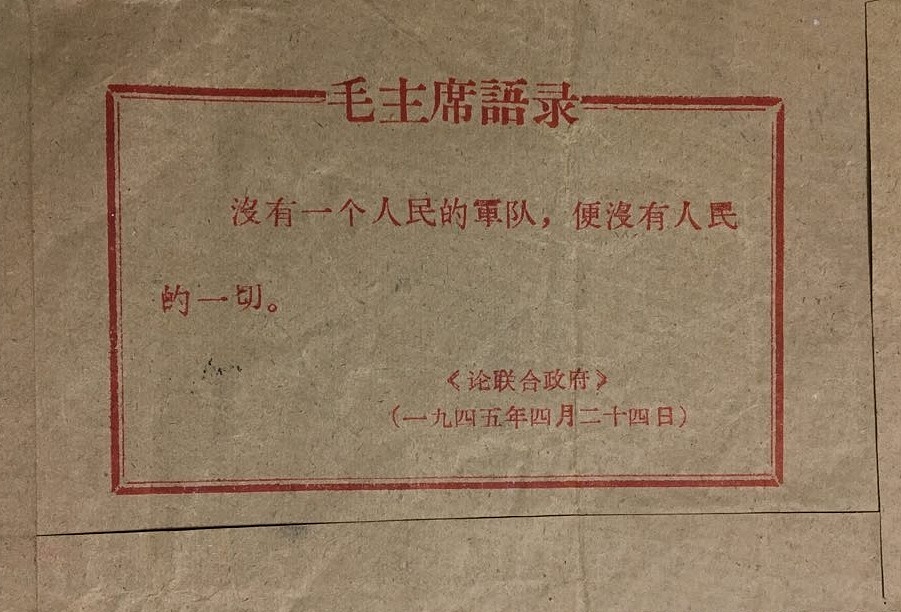 毛主席語录
沒有一个人民的軍队，便沒有人民
的一切。
《论联合政府》
（一九四五年四月二十四日）